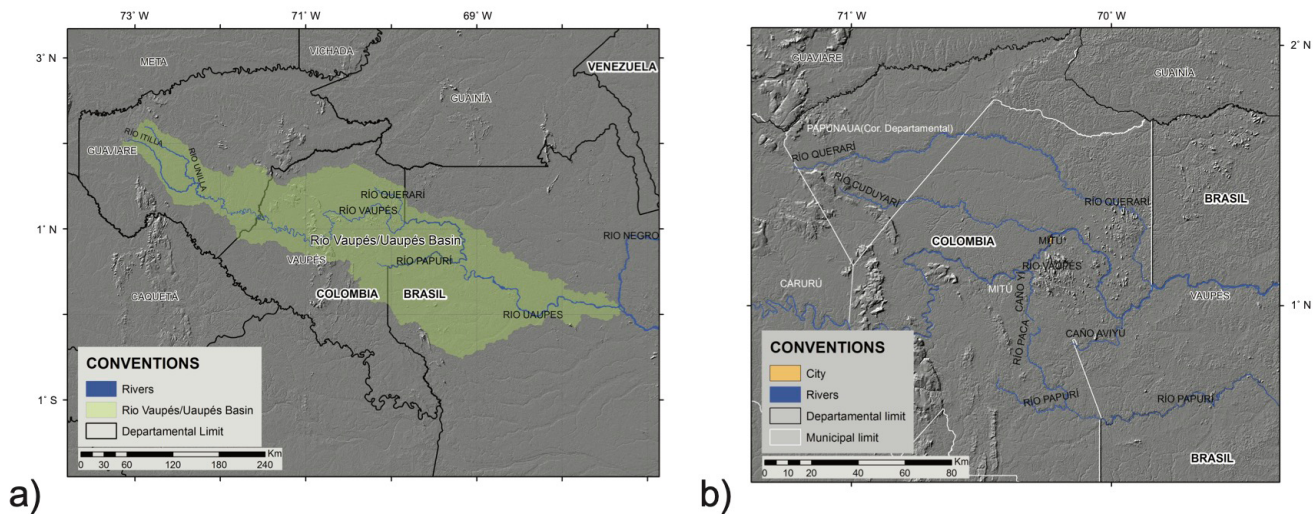 73° W
71° W
69° W
3° N
META
VICHADA
VENEZUELA
GUAINÍA
RÍO ITILLA
GUAVIARE
RIO UNILLA
RÍO QUERARÍ
RÍO VAUPÉS
1° N
Rio Vaupés/Uaupés Basin
RIO NEGRO
VAUPÉS
RÍO PAPURÍ
CAQUETÁ
COLOMBIA
BRASIL
RIO UAUPES
CONVENTIONS
Rivers
Rio Vaupés/Uaupés Basin
Departamental Limit
1° S
Km
0 30 60 120 180 240
a)
71° W
70° W
2° N
GUAVIARE
GUAINÍA
PAPUNAUA(Cor. Departamental)
RÍO QUERARÍ
RÍO CUDUYARI
RÍO QUERARÍ
BRASIL
COLOMBIA
MITÚ
RÍO VAUPÉS
CARURÚ
MITÚ
CAÑO YI
VAUPÉS
1° N
CAÑO AVIYU
RÍO PACA
RÍO PAPURÍ
RÍO PAPURÍ
BRASIL
CONVENTIONS
City
Rivers
Departamental limit
Municipal limit
Km
0 10 20 40 60 80
b)